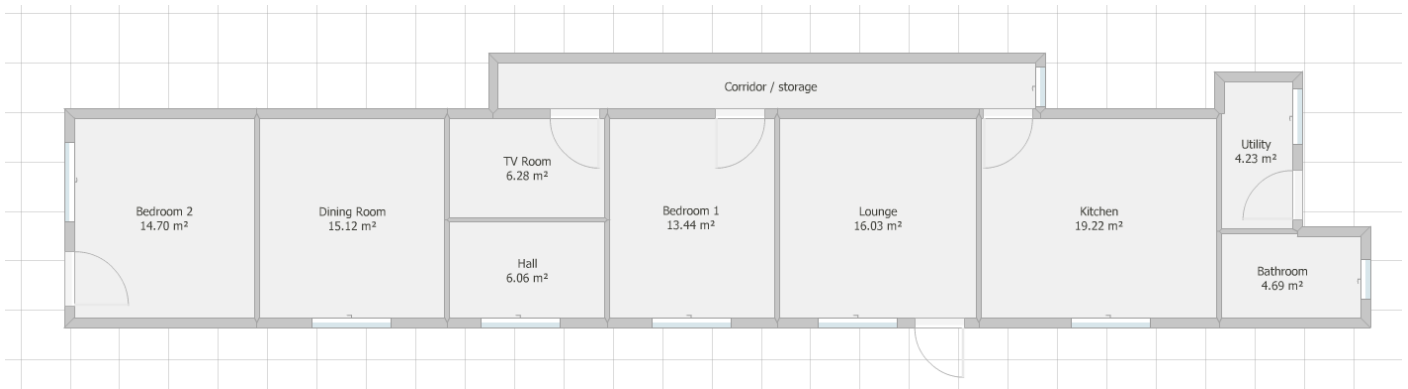 Corridor / storage
Utility
4.23 m²
TV Room
6.28 m²
Bedroom 2
14.70 m²
Dining Room
15.12 m²
Bedroom 1
13.44 m²
Lounge
16.03 m²
Kitchen
19.22 m²
Hall
6.06 m²
Bathroom
4.69 m²